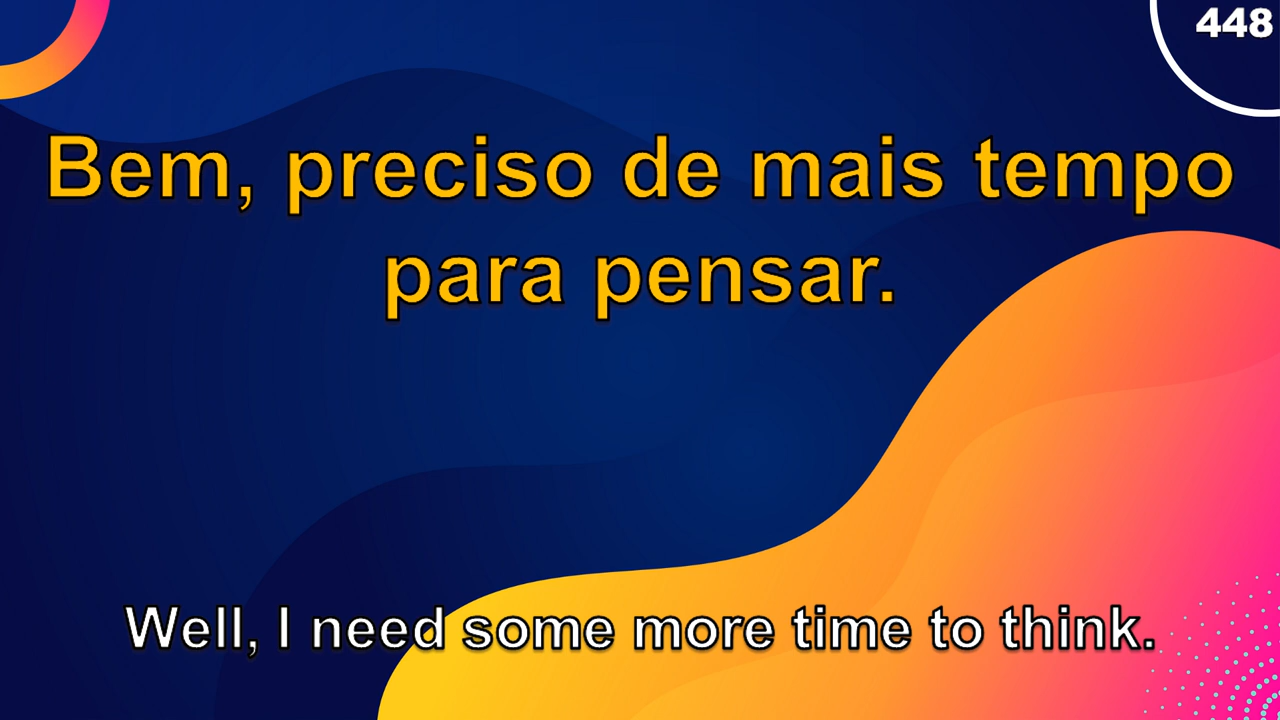 448
Bem, preciso de mais tempo
para pensar.
Well, I need some more time to think.